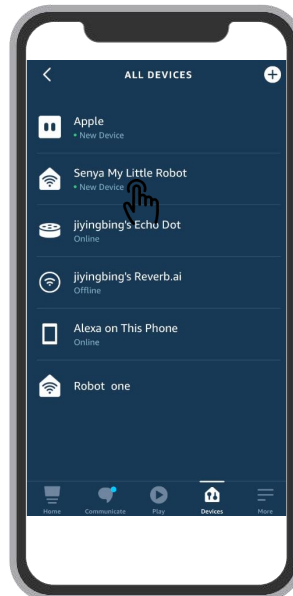 ALL DEVICES
Apple
• New Device
Senya My Little Robot
• New Device
jiyingbing's Echo Dot
Online
jiyingbing's Reverb.ai
Offline
Alexa on This Phone
Online
Robot one
Home Communicate Play Devices More